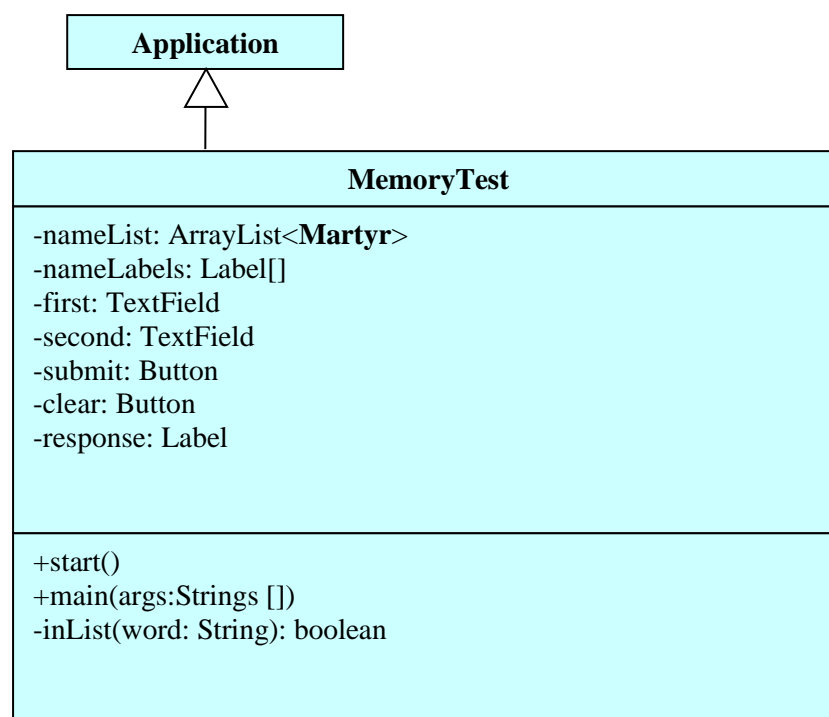 Application
MemoryTest
-nameList: ArrayList<Martyr>
-nameLabels: Label[]
-first: TextField
-second: TextField
-submit: Button
-clear: Button
-response: Label
+start()
+main(args:Strings [])
-inList(word: String): boolean